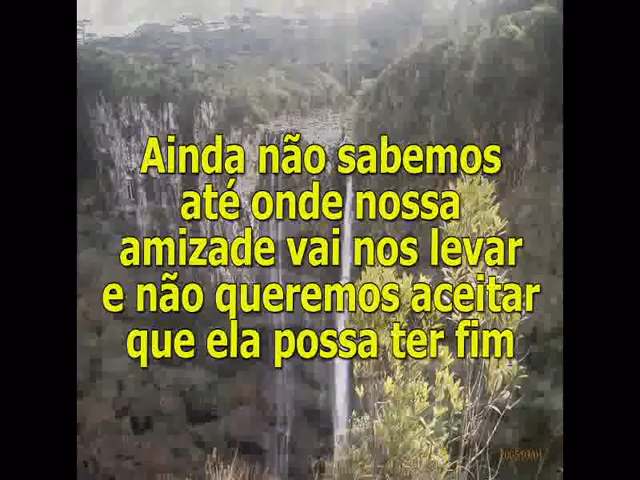 Ainda não sabemos
até onde nossa
amizade vai nos levar
e não queremos aceitar
que ela possa ter fim